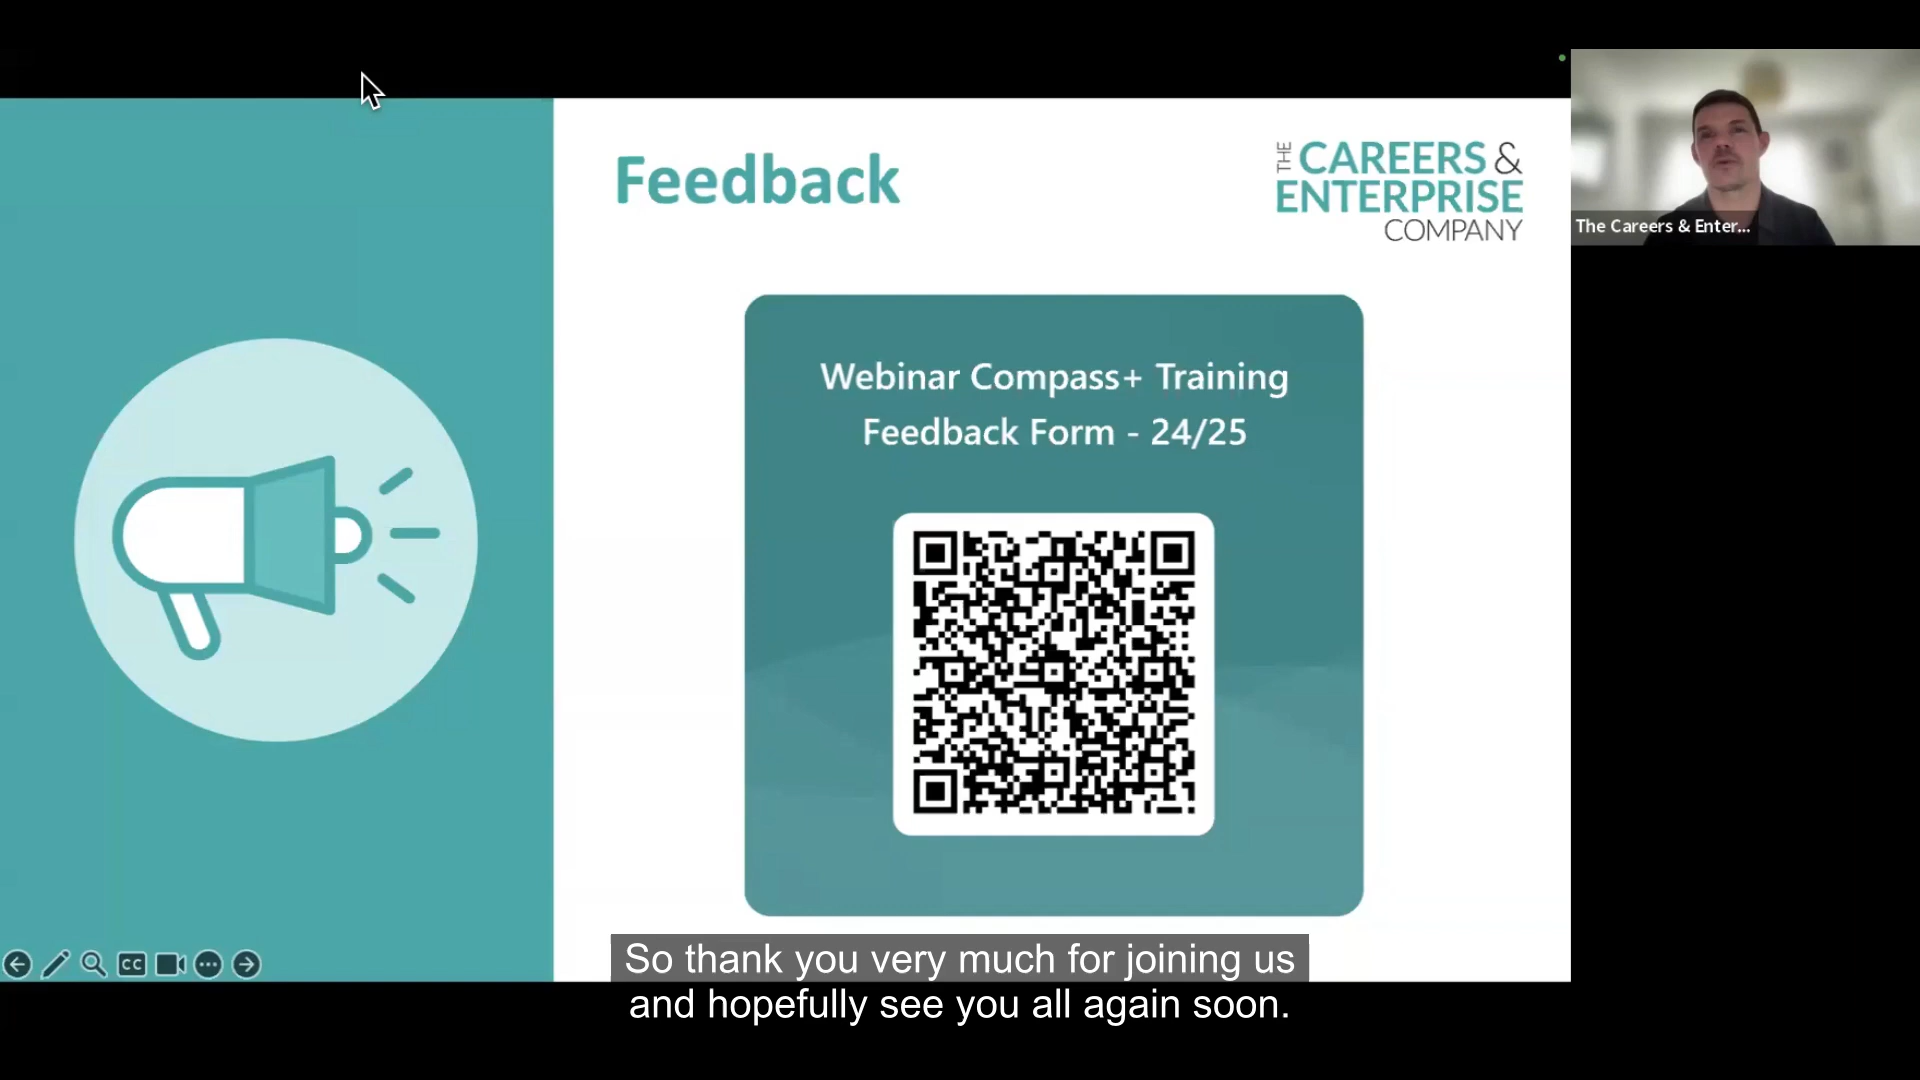 Feedback
THE CAREERS &
ENTERPRISE
COMPANY
The Careers & Enter...
Webinar Compass+ Training
Feedback Form - 24/25
CC
So thank you very much for joining us
and hopefully see you all again soon.